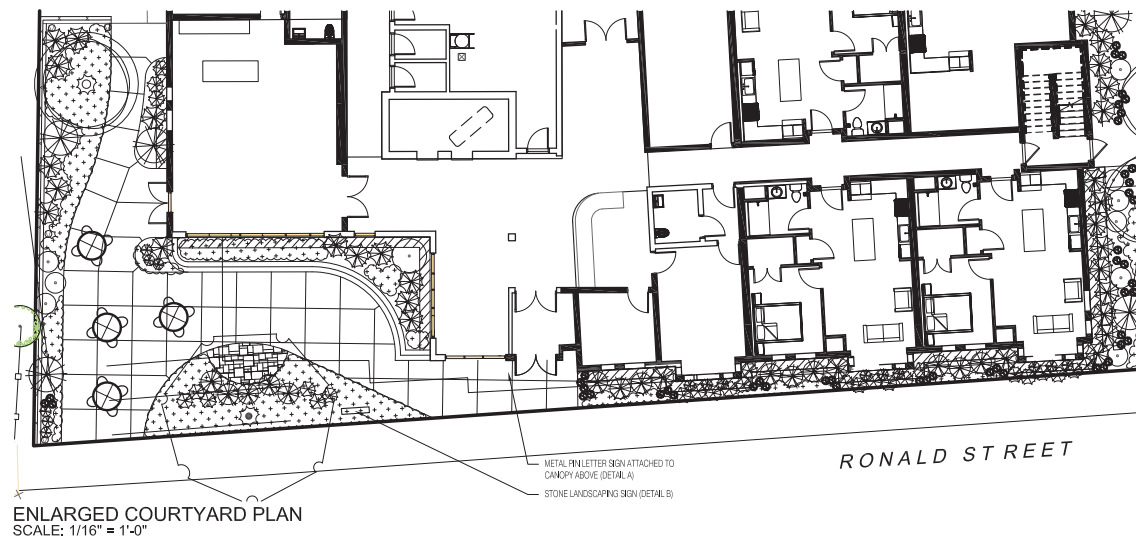 METAL PIN LETTER SIGN ATTACHED TO
CANOPY ABOVE (DETAIL A)
STONE LANDSCAPING SIGN (DETAIL B)
RONALD STREET
ENLARGED COURTYARD PLAN
SCALE: 1/16" = 1'-0"